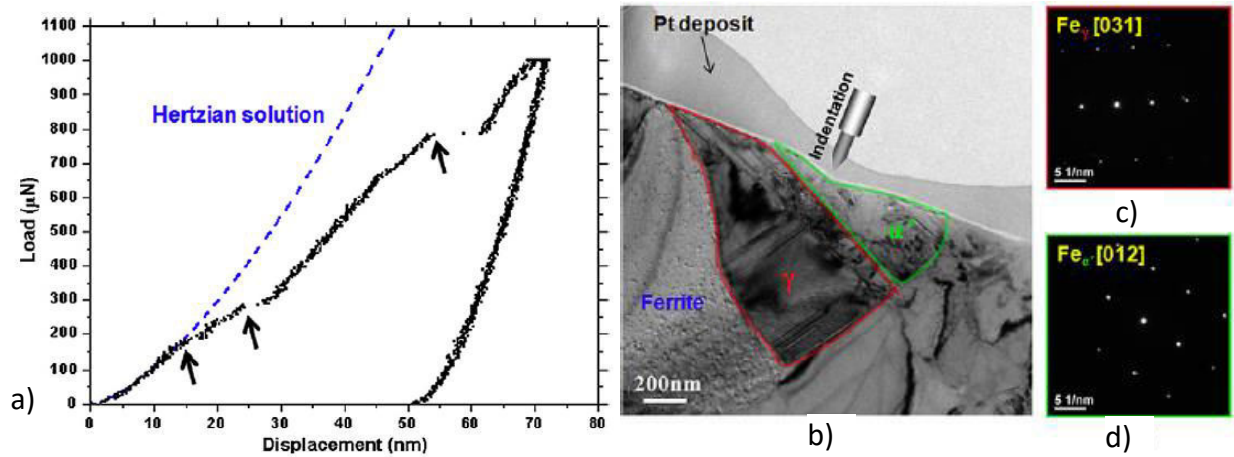 1100
1000
900
800
700
600
500
400
300
200
100
0
Load (μN)
Hertzian solution
0 10 20 30 40 50 60 70 80
Displacement (nm)
a)
Pt deposit
Indentation
α'
γ
Ferrite
200nm
b)
Feγ [031]
5 1/nm
c)
Feα' [012]
5 1/nm
d)